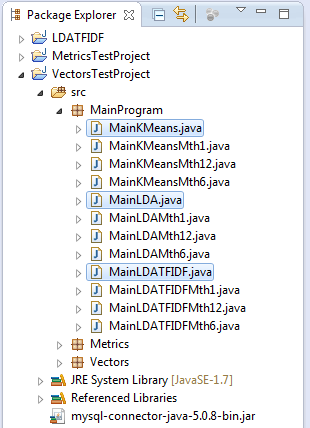 Package Explorer
LDATFIDF
MetricsTestProject
VectorsTestProject
src
MainProgram
MainKMeans.java
MainKMeansMth1.java
MainKMeansMth12.java
MainKMeansMth6.java
MainLDA.java
MainLDAMth1.java
MainLDAMth12.java
MainLDAMth6.java
MainLDATFIDF.java
MainLDATFIDFMth1.java
MainLDATFIDFMth12.java
MainLDATFIDFMth6.java
Metrics
Vectors
JRE System Library [JavaSE-1.7]
Referenced Libraries
mysql-connector-java-5.0.8-bin.jar